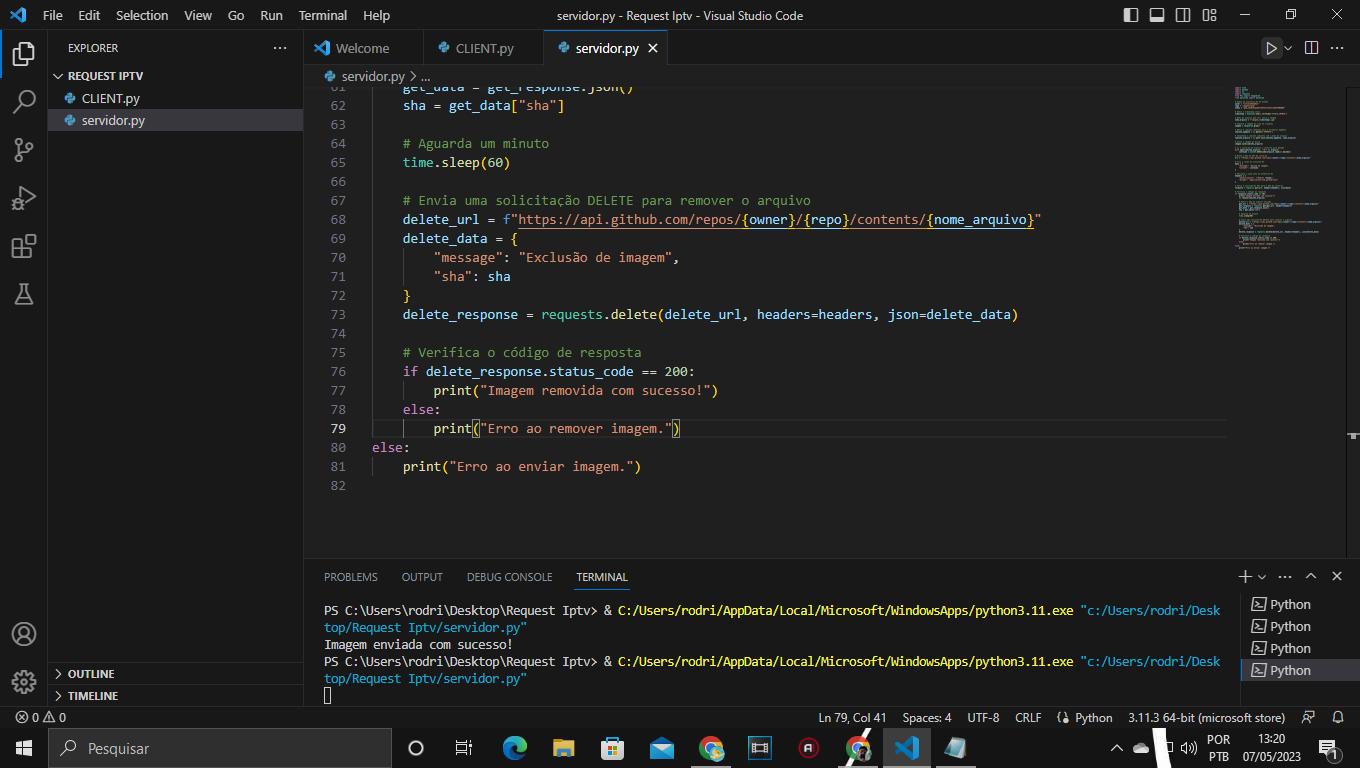 File Edit Selection View Go Run Terminal Help
servidor.py - Request Iptv - Visual Studio Code
EXPLORER
REQUEST IPTV
CLIENT.py
servidor.py
OUTLINE
TIMELINE
Welcome CLIENT.py servidor.py
servidor.py > ...
61 get_data = get_response.json()
62 sha = get_data["sha"]
63
64 # Aguarda um minuto
65 time.sleep(60)
66
67 # Envia uma solicitação DELETE para remover o arquivo
68 delete_url = f"https://api.github.com/repos/{owner}/{repo}/contents/{nome_arquivo}"
69 delete_data = {
70 "message": "Exclusão de imagem",
71 "sha": sha
72 }
73 delete_response = requests.delete(delete_url, headers=headers, json=delete_data)
74
75 # Verifica o código de resposta
76 if delete_response.status_code == 200:
77 print("Imagem removida com sucesso!")
78 else:
79 print("Erro ao remover imagem.")
80 else:
81 print("Erro ao enviar imagem.")
82
PROBLEMS OUTPUT DEBUG CONSOLE TERMINAL
PS C:\Users\rodri\Desktop\Request Iptv> & C:/Users/rodri/AppData/Local/Microsoft/WindowsApps/python3.11.exe "c:/Users/rodri/Desk
top/Request Iptv/servidor.py"
Imagem enviada com sucesso!
PS C:\Users\rodri\Desktop\Request Iptv> & C:/Users/rodri/AppData/Local/Microsoft/WindowsApps/python3.11.exe "c:/Users/rodri/Desk
top/Request Iptv/servidor.py"
Python
Python
Python
Python
0 0 Ln 79, Col 41 Spaces: 4 UTF-8 CRLF Python 3.11.3 64-bit (microsoft store)
Pesquisar
POR
PTB
13:20
07/05/2023
1